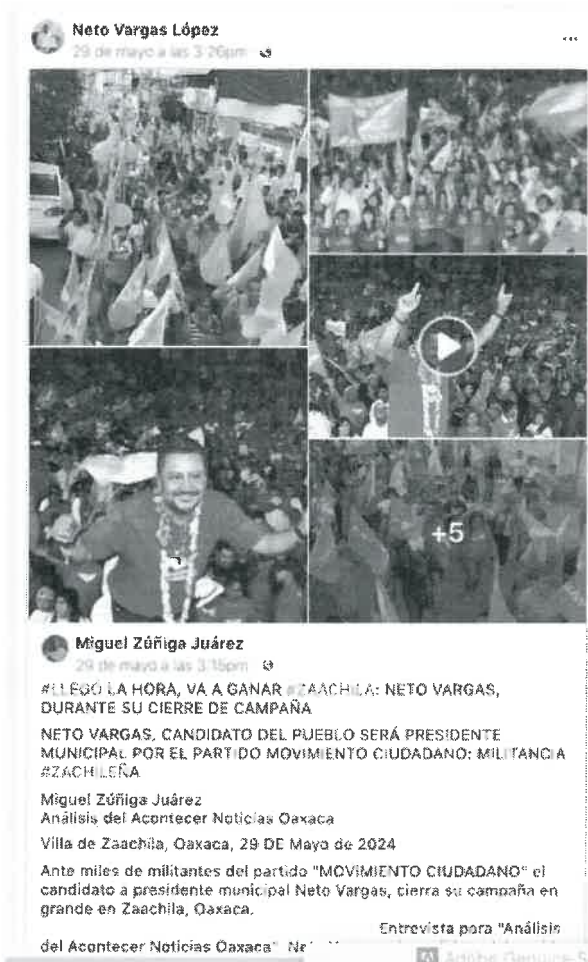 Neto Vargas López
29 de mayo a las 3:26pm
+5
Miguel Zúñiga Juárez
29 de mayo a las 3:15pm
#LLEGÓ LA HORA, VA A GANAR #ZAACHILA: NETO VARGAS,
DURANTE SU CIERRE DE CAMPAÑA
NETO VARGAS, CANDIDATO DEL PUEBLO SERÁ PRESIDENTE
MUNICIPAL POR EL PARTIDO MOVIMIENTO CIUDADANO: MILITANCIA
#ZACHILEÑA
Miguel Zúñiga Juárez
Análisis del Acontecer Noticias Oaxaca
Villa de Zaachila, Oaxaca, 29 DE Mayo de 2024
Ante miles de militantes del partido "MOVIMIENTO CIUDADANO" el
candidato a presidente municipal Neto Vargas, cierra su campaña en
grande en Zaachila, Oaxaca.
Entrevista para "Análisis
del Acontecer Noticias Oaxaca"
Adobe